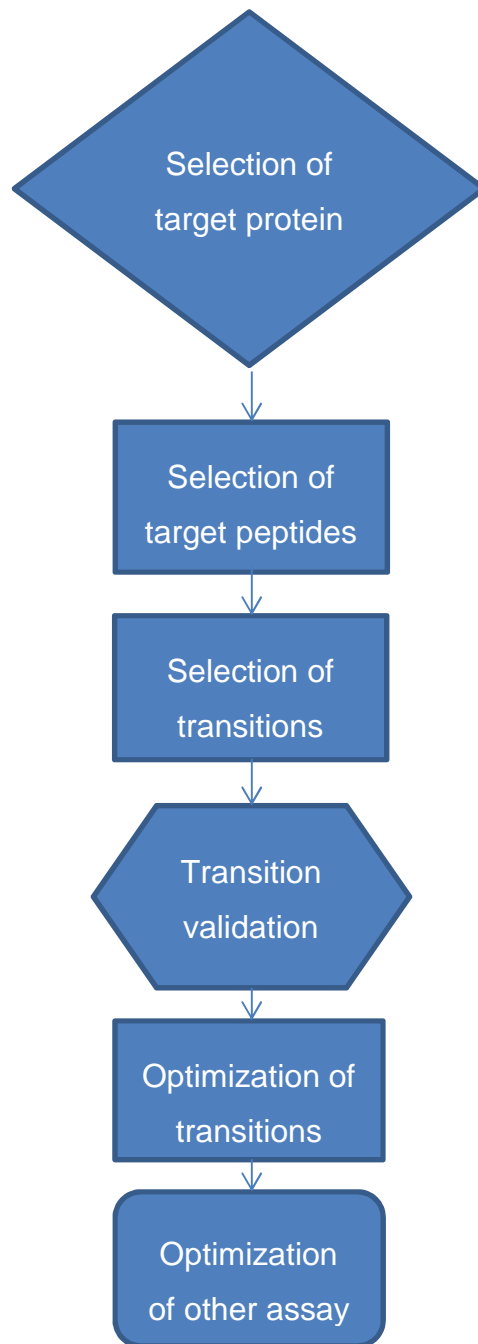 Selection of
target protein
Selection of
target peptides
Selection of
transitions
Transition
validation
Optimization of
transitions
Optimization
of other assay